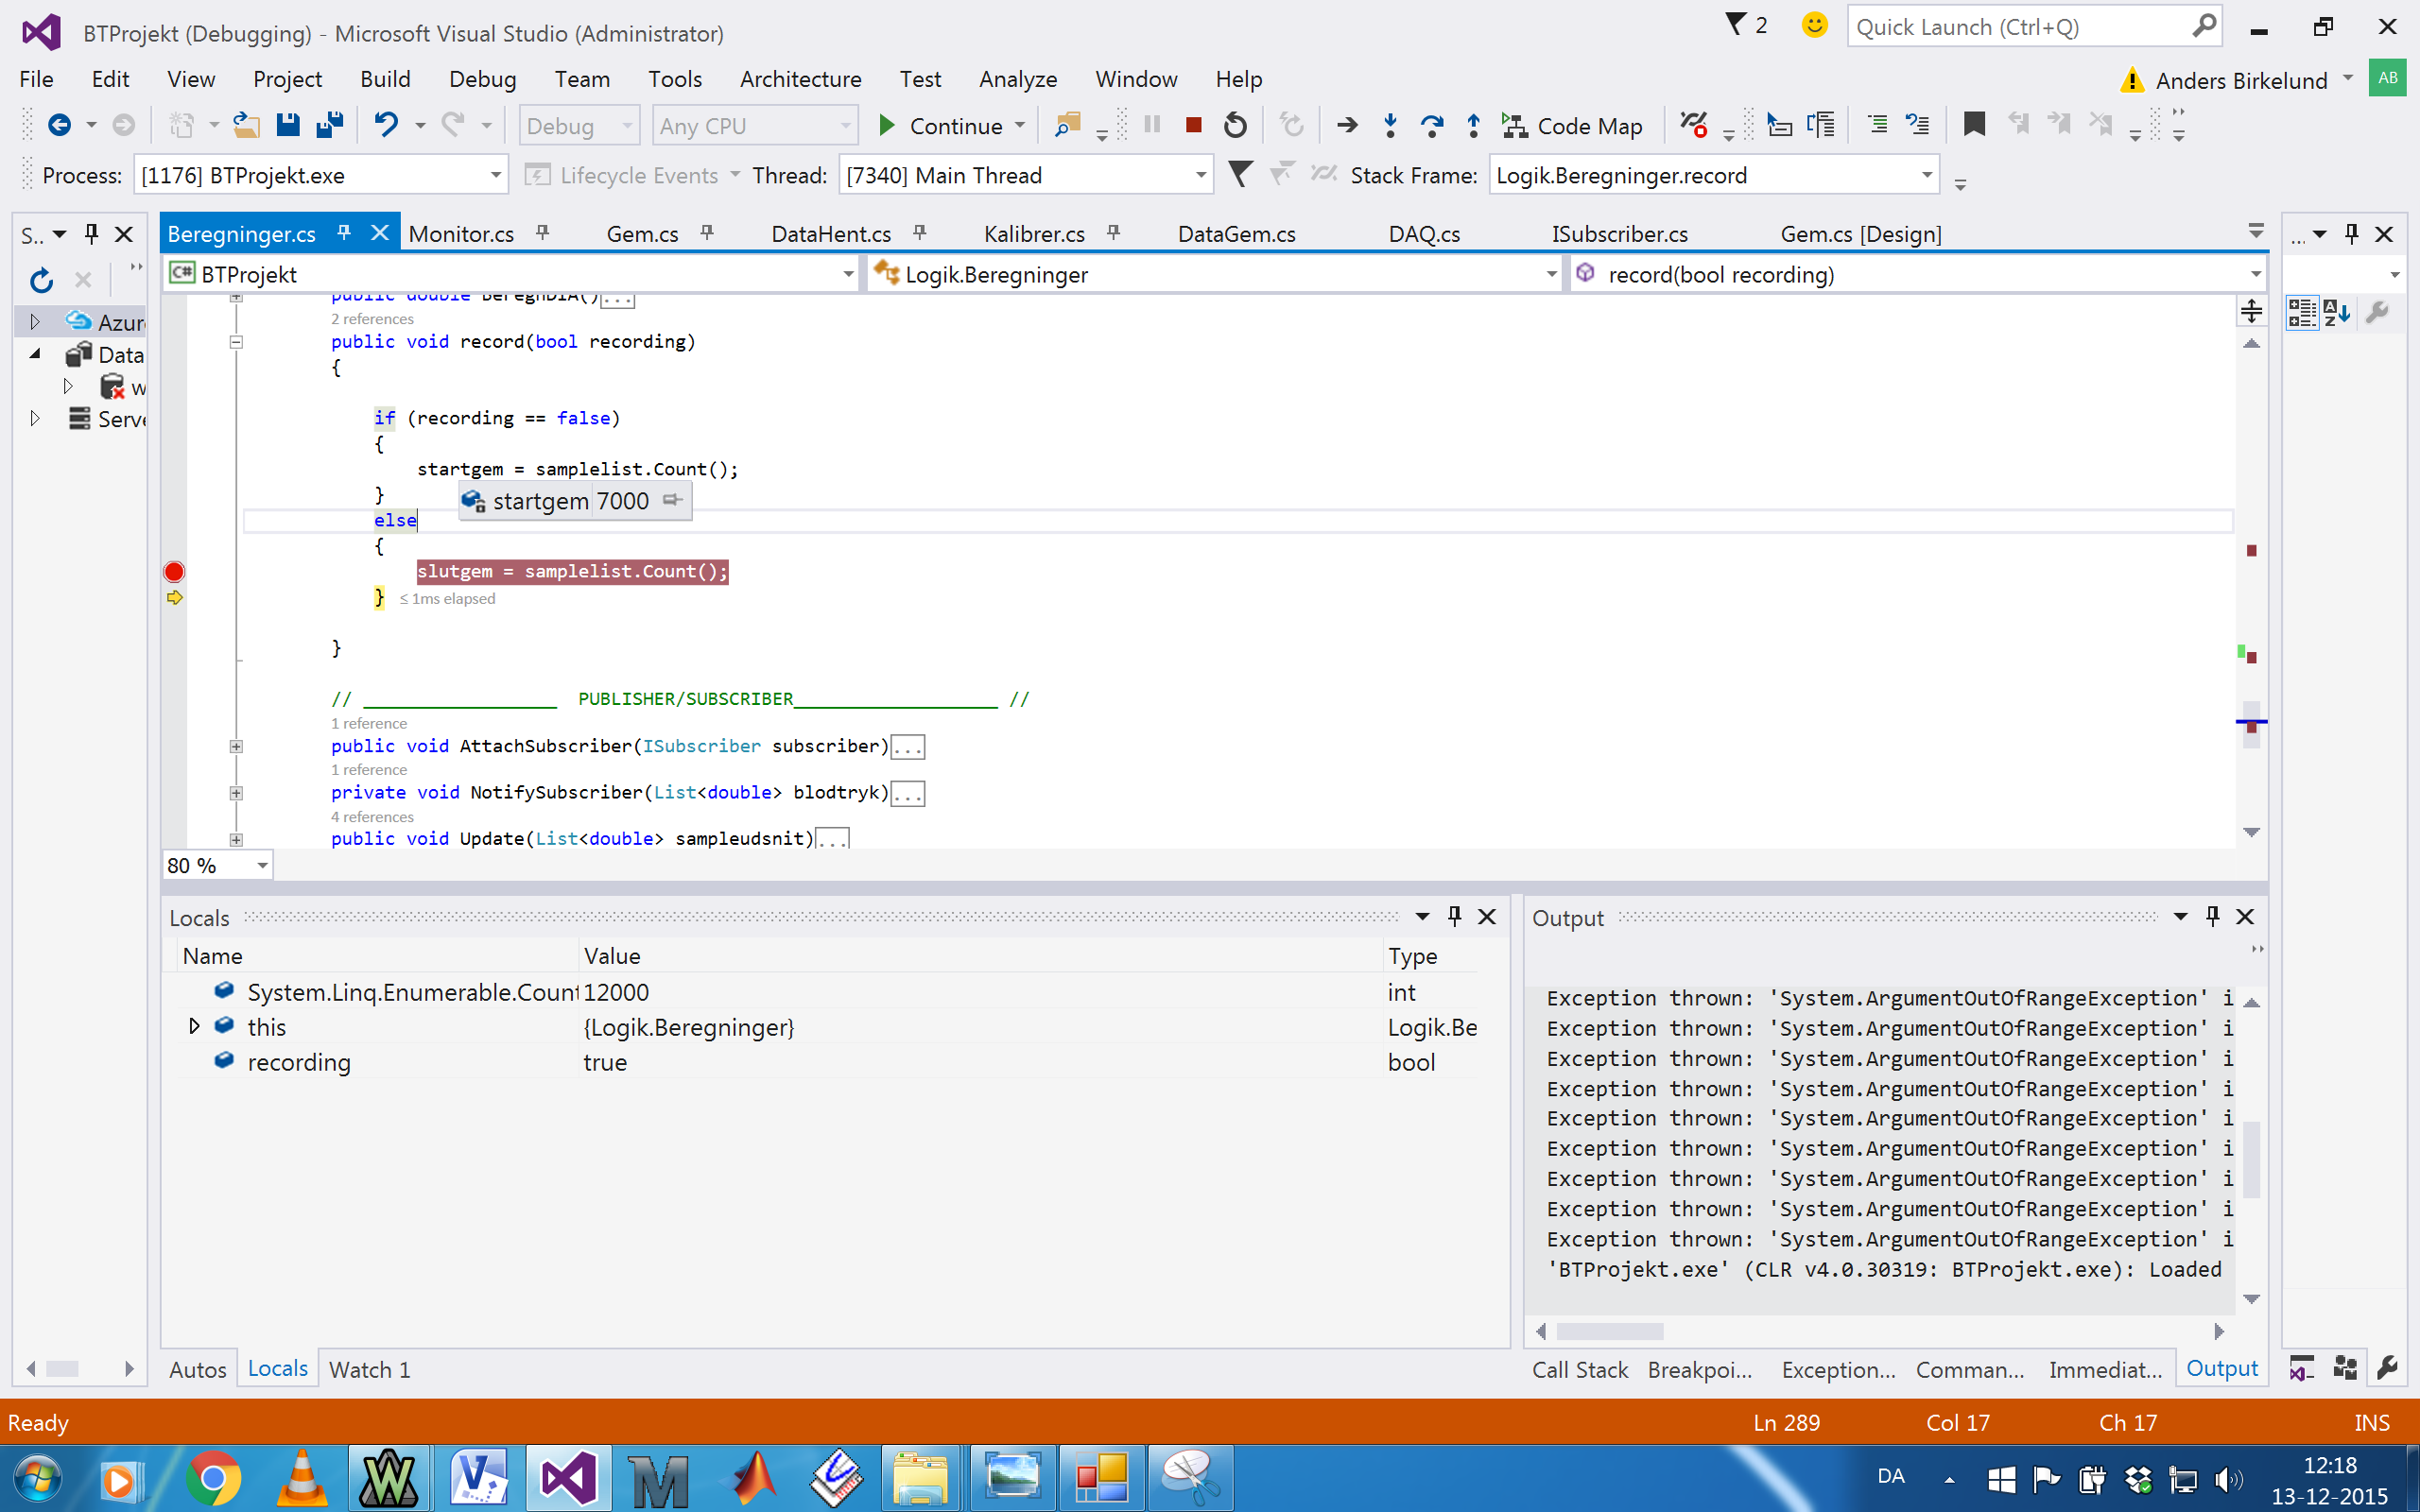 BTProjekt (Debugging) - Microsoft Visual Studio (Administrator)
2
Quick Launch (Ctrl+Q)
File Edit View Project Build Debug Team Tools Architecture Test Analyze Window Help
Anders Birkelund
AB
Debug
Any CPU
Continue
Code Map
Process: [1176] BTProjekt.exe
Lifecycle Events
Thread: [7340] Main Thread
Stack Frame: Logik.Beregninger.record
S..
Beregninger.cs Monitor.cs Gem.cs DataHent.cs Kalibrer.cs DataGem.cs DAQ.cs ISubscriber.cs Gem.cs [Design]
...
BTProjekt
Logik.Beregninger
record(bool recording)
Azur
Data
w
Serve
public double BeregnDIA()...
2 references
public void record(bool recording)
{
if (recording == false)
{
startgem = samplelist.Count();
}
startgem 7000
else
{
slutgem = samplelist.Count();
} ≤ 1ms elapsed
}
// __________________ PUBLISHER/SUBSCRIBER___________________ //
1 reference
public void AttachSubscriber(ISubscriber subscriber)...
1 reference
private void NotifySubscriber(List<double> blodtryk)...
4 references
public void Update(List<double> sampleudsnit)...
80 %
Locals
Name Value Type
System.Linq.Enumerable.Count 12000 int
this {Logik.Beregninger} Logik.Be
recording true bool
Autos Locals Watch 1
Output
Exception thrown: 'System.ArgumentOutOfRangeException' i
Exception thrown: 'System.ArgumentOutOfRangeException' i
Exception thrown: 'System.ArgumentOutOfRangeException' i
Exception thrown: 'System.ArgumentOutOfRangeException' i
Exception thrown: 'System.ArgumentOutOfRangeException' i
Exception thrown: 'System.ArgumentOutOfRangeException' i
Exception thrown: 'System.ArgumentOutOfRangeException' i
Exception thrown: 'System.ArgumentOutOfRangeException' i
Exception thrown: 'System.ArgumentOutOfRangeException' i
'BTProjekt.exe' (CLR v4.0.30319: BTProjekt.exe): Loaded
Call Stack Breakpoi... Exception... Comman... Immediat... Output
Ready
Ln 289 Col 17 Ch 17 INS
DA
12:18
13-12-2015